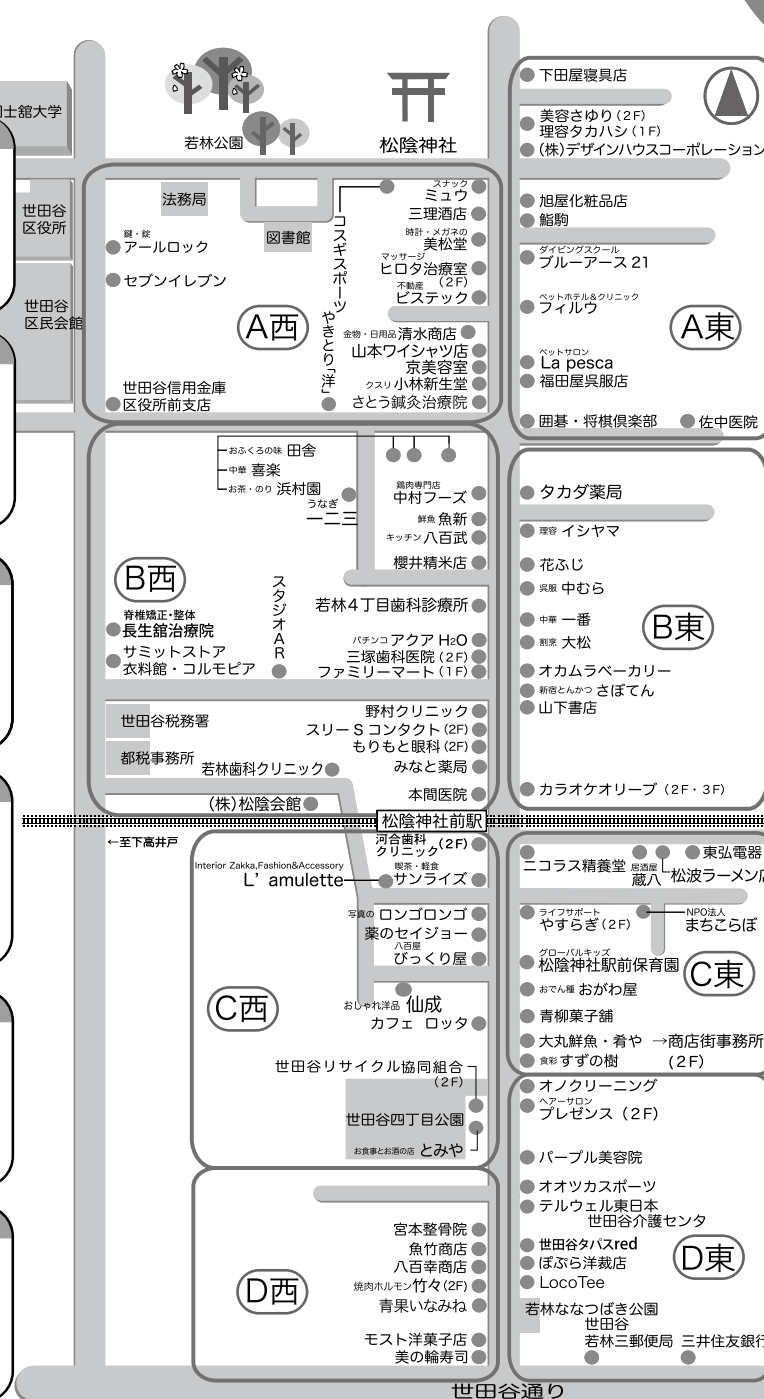 士舘大学
若林公園
松陰神社
下田屋寝具店
美容さゆり(2F)
理容タカハシ(1F)
(株)デザインハウスコーポレーション
世田谷
区役所
世田谷
区民会館
法務局
図書館
鍵・錠
アールロック
セブンイレブン
A西
世田谷信用金庫
区役所前支店
コスギスポーツ
やきとり「洋」
スナック
ミュウ
三理酒店
時計・メガネの
美松堂
マッサージ
ヒロタ治療室
(2F)
不動産
ビステック
金物・日用品 清水商店
山本ワイシャツ店
京美容室
クスリ 小林新生堂
さとう鍼灸治療院
旭屋化粧品店
鮨駒
ダイビングスクール
ブルーアース21
ペットホテル&クリニック
フィルウ
A東
ペットサロン
La pesca
福田屋呉服店
囲碁・将棋倶楽部
佐中医院
おふくろの味 田舎
中華 喜楽
お茶・のり 浜村園
うなぎ
一二三
鶏肉専門店
中村フーズ
鮮魚 魚新
キッチン 八百武
櫻井精米店
B西
脊椎矯正・整体
長生舘治療院
サミットストア
衣料館・コルモピア
スタジオAR
若林4丁目歯科診療所
パチンコ アクアH2O
三塚歯科医院(2F)
ファミリーマート(1F)
タカダ薬局
理容 イシヤマ
花ふじ
呉服 中むら
中華 一番
割烹 大松
B東
オカムラベーカリー
新宿とんかつ さぼてん
山下書店
カラオケオリーブ(2F・3F)
世田谷税務署
都税事務所
若林歯科クリニック
(株)松陰会館
野村クリニック
スリーSコンタクト(2F)
もりもと眼科(2F)
みなと薬局
本間医院
松陰神社前駅
←至下高井戸
河合歯科
クリニック(2F)
Interior Zakka,Fashion&Accessory
L'amulette
喫茶・軽食
サンライズ
写真の ロンゴロンゴ
薬のセイジョー
八百屋
びっくり屋
おしゃれ洋品 仙成
カフェ ロッタ
C西
世田谷リサイクル協同組合
(2F)
世田谷四丁目公園
お食事とお酒の店 とみや
ニコラス精養堂
居酒屋
蔵八
東弘電器
松波ラーメン店
ライフサポート
やすらぎ(2F)
NPO法人
まちこらぼ
グローバルキッズ
松陰神社駅前保育園
C東
おでん種 おがわ屋
青柳菓子舗
大丸鮮魚・肴や
→商店街事務所
(2F)
食彩 すずの樹
オノクリーニング
ヘアーサロン
プレゼンス(2F)
パープル美容院
オオツカスポーツ
テルウェル東日本
世田谷介護センタ
世田谷タパスred
ぽぷら洋裁店
LocoTee
D東
若林ななつばき公園
世田谷
若林三郵便局
三井住友銀行
D西
宮本整骨院
魚竹商店
八百幸商店
焼肉ホルモン 竹々(2F)
青果いなみね
モスト洋菓子店
美の輪寿司
世田谷通り